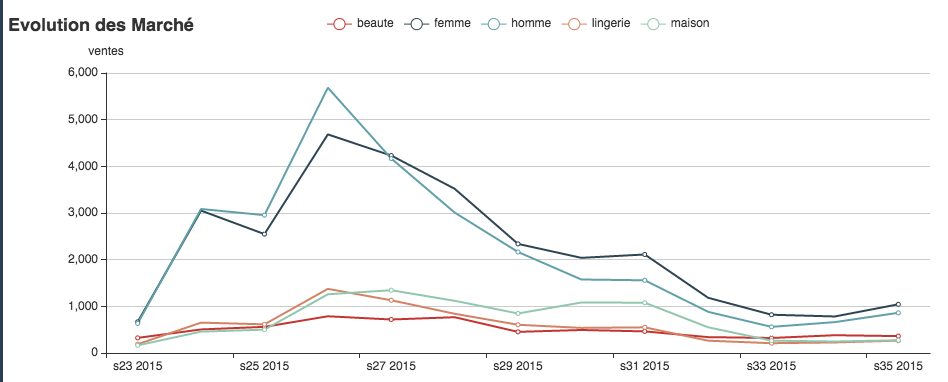 Evolution des Marché
beaute femme homme lingerie maison
ventes
6,000
5,000
4,000
3,000
2,000
1,000
0
s23 2015 s25 2015 s27 2015 s29 2015 s31 2015 s33 2015 s35 2015